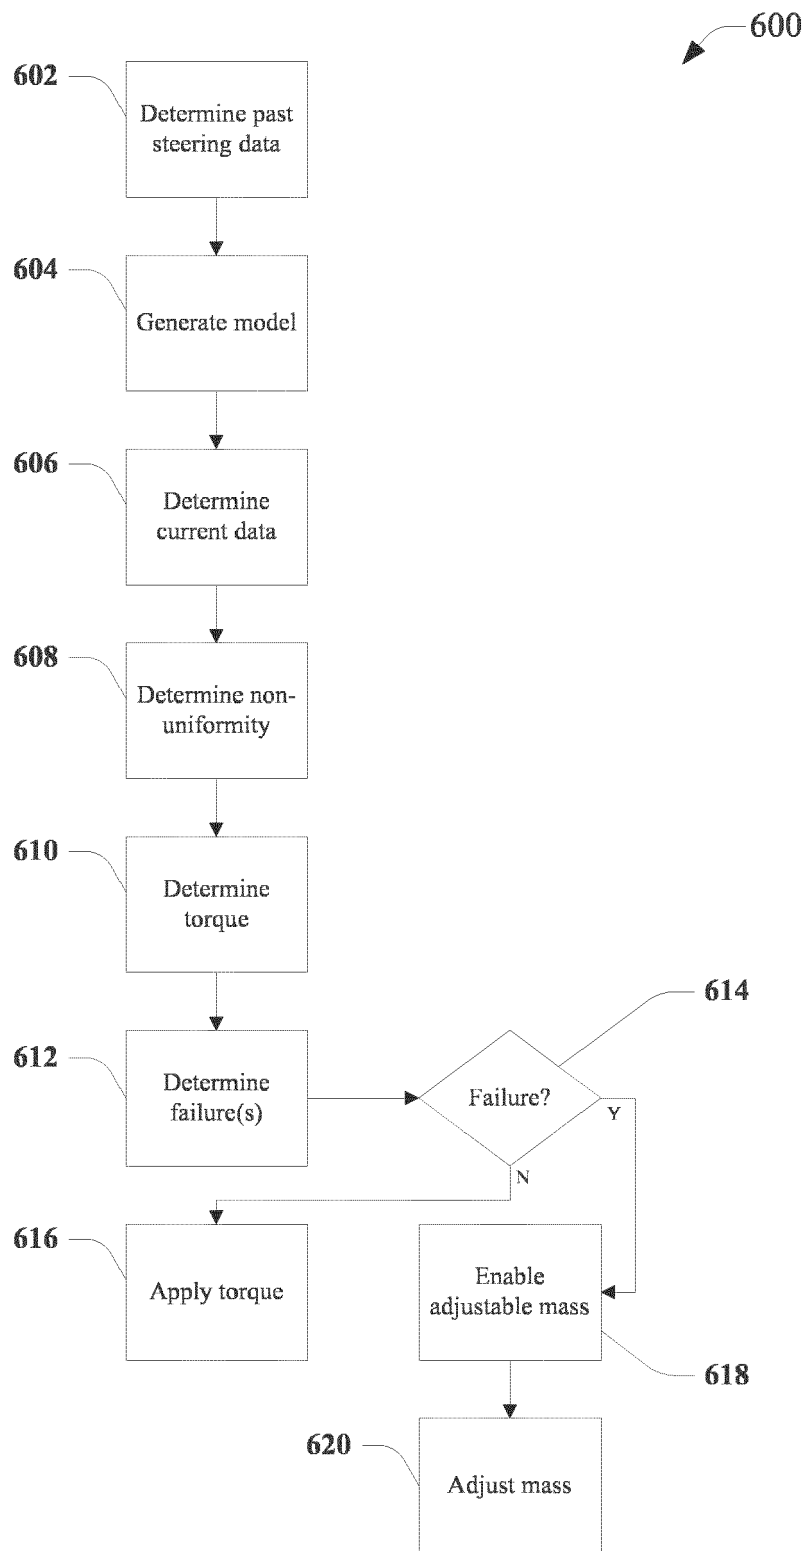 600
602
Determine past
steering data
604
Generate model
606
Determine
current data
608
Determine non-
uniformity
610
Determine
torque
612
Determine
failure(s)
614
Failure?
Y
N
616
Apply torque
Enable
adjustable mass
618
620
Adjust mass